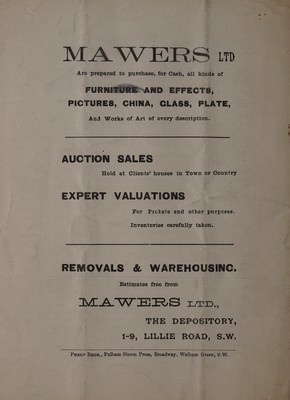 MAWERS LTD
Are prepared to purchase, for Cash, all kinds of
FURNITURE AND EFFECTS,
PICTURES, CHINA, GLASS, PLATE,
And Works of Art of every description.
AUCTION SALES
Held at Clients' houses in Town or Country
EXPERT VALUATIONS
For Probate and other purposes.
Inventories carefully taken.
REMOVALS & WAREHOUSING.
Estimates free from
MAWERS LTD.,
THE DEPOSITORY,
1-9, LILLIE ROAD, S.W.
Philip Bros., Fulham Steam Press, Broadway, Walham Green, S.W.